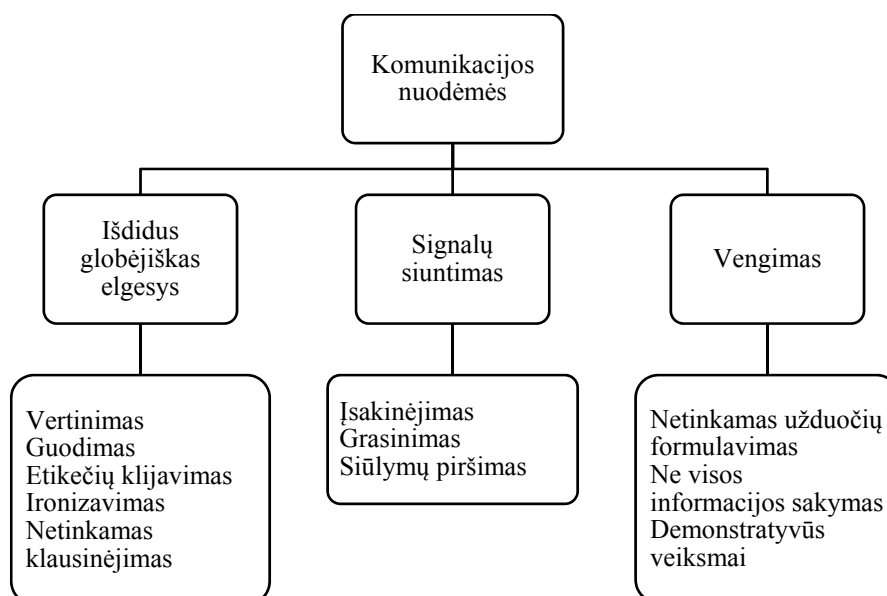 Komunikacijos
nuodėmės
Išdidus
globėjiškas
elgesys
Signalų
siuntimas
Vengimas
Vertinimas
Guodimas
Etikečių klijavimas
Ironizavimas
Netinkamas
klausinėjimas
Įsakinėjimas
Grasinimas
Siūlymų piršimas
Netinkamas užduočių
formulavimas
Ne visos
informacijos sakymas
Demonstratyvūs
veiksmai